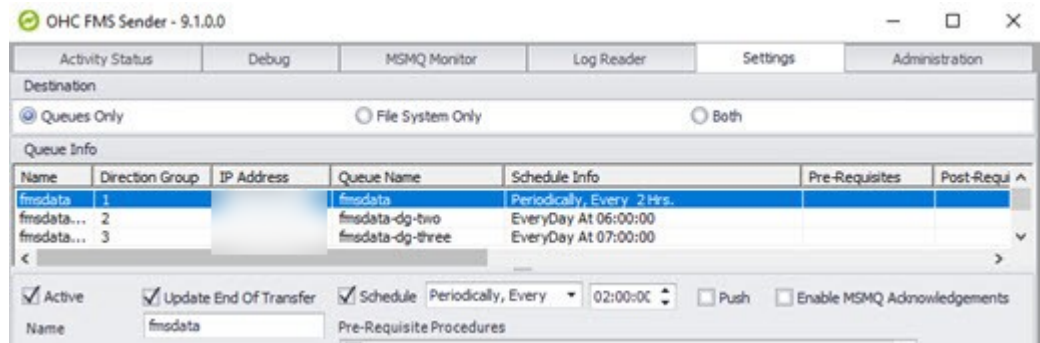 OHC FMS Sender - 9.1.0.0
Activity Status Debug MSMQ Monitor Log Reader Settings Administration
Destination
Queues Only File System Only Both
Queue Info
Name Direction Group IP Address Queue Name Schedule Info Pre-Requisites Post-Requi
fmsdata 1 fmsdata Periodically, Every 2 Hrs.
fmsdata... 2 fmsdata-dg-two EveryDay At 06:00:00
fmsdata... 3 fmsdata-dg-three EveryDay At 07:00:00
Active Update End Of Transfer Schedule Periodically, Every 02:00:00 Push Enable MSMQ Adknowledgements
Name fmsdata Pre-Requisite Procedures